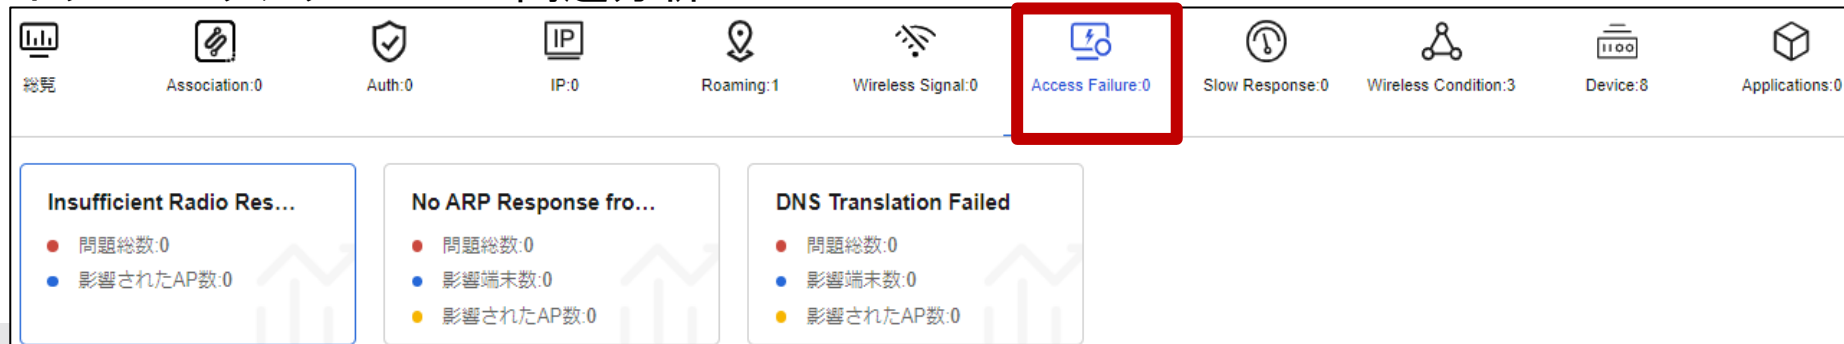 総覧 Association:0 Auth:0 IP:0 Roaming:1 Wireless Signal:0 Access Failure:0 Slow Response:0 Wireless Condition:3 Device:8 Applications:0
Insufficient Radio Res... No ARP Response fro... DNS Translation Failed
問題総数:0 問題総数:0 問題総数:0
影響されたAP数:0 影響端末数:0 影響端末数:0
影響されたAP数:0 影響されたAP数:0